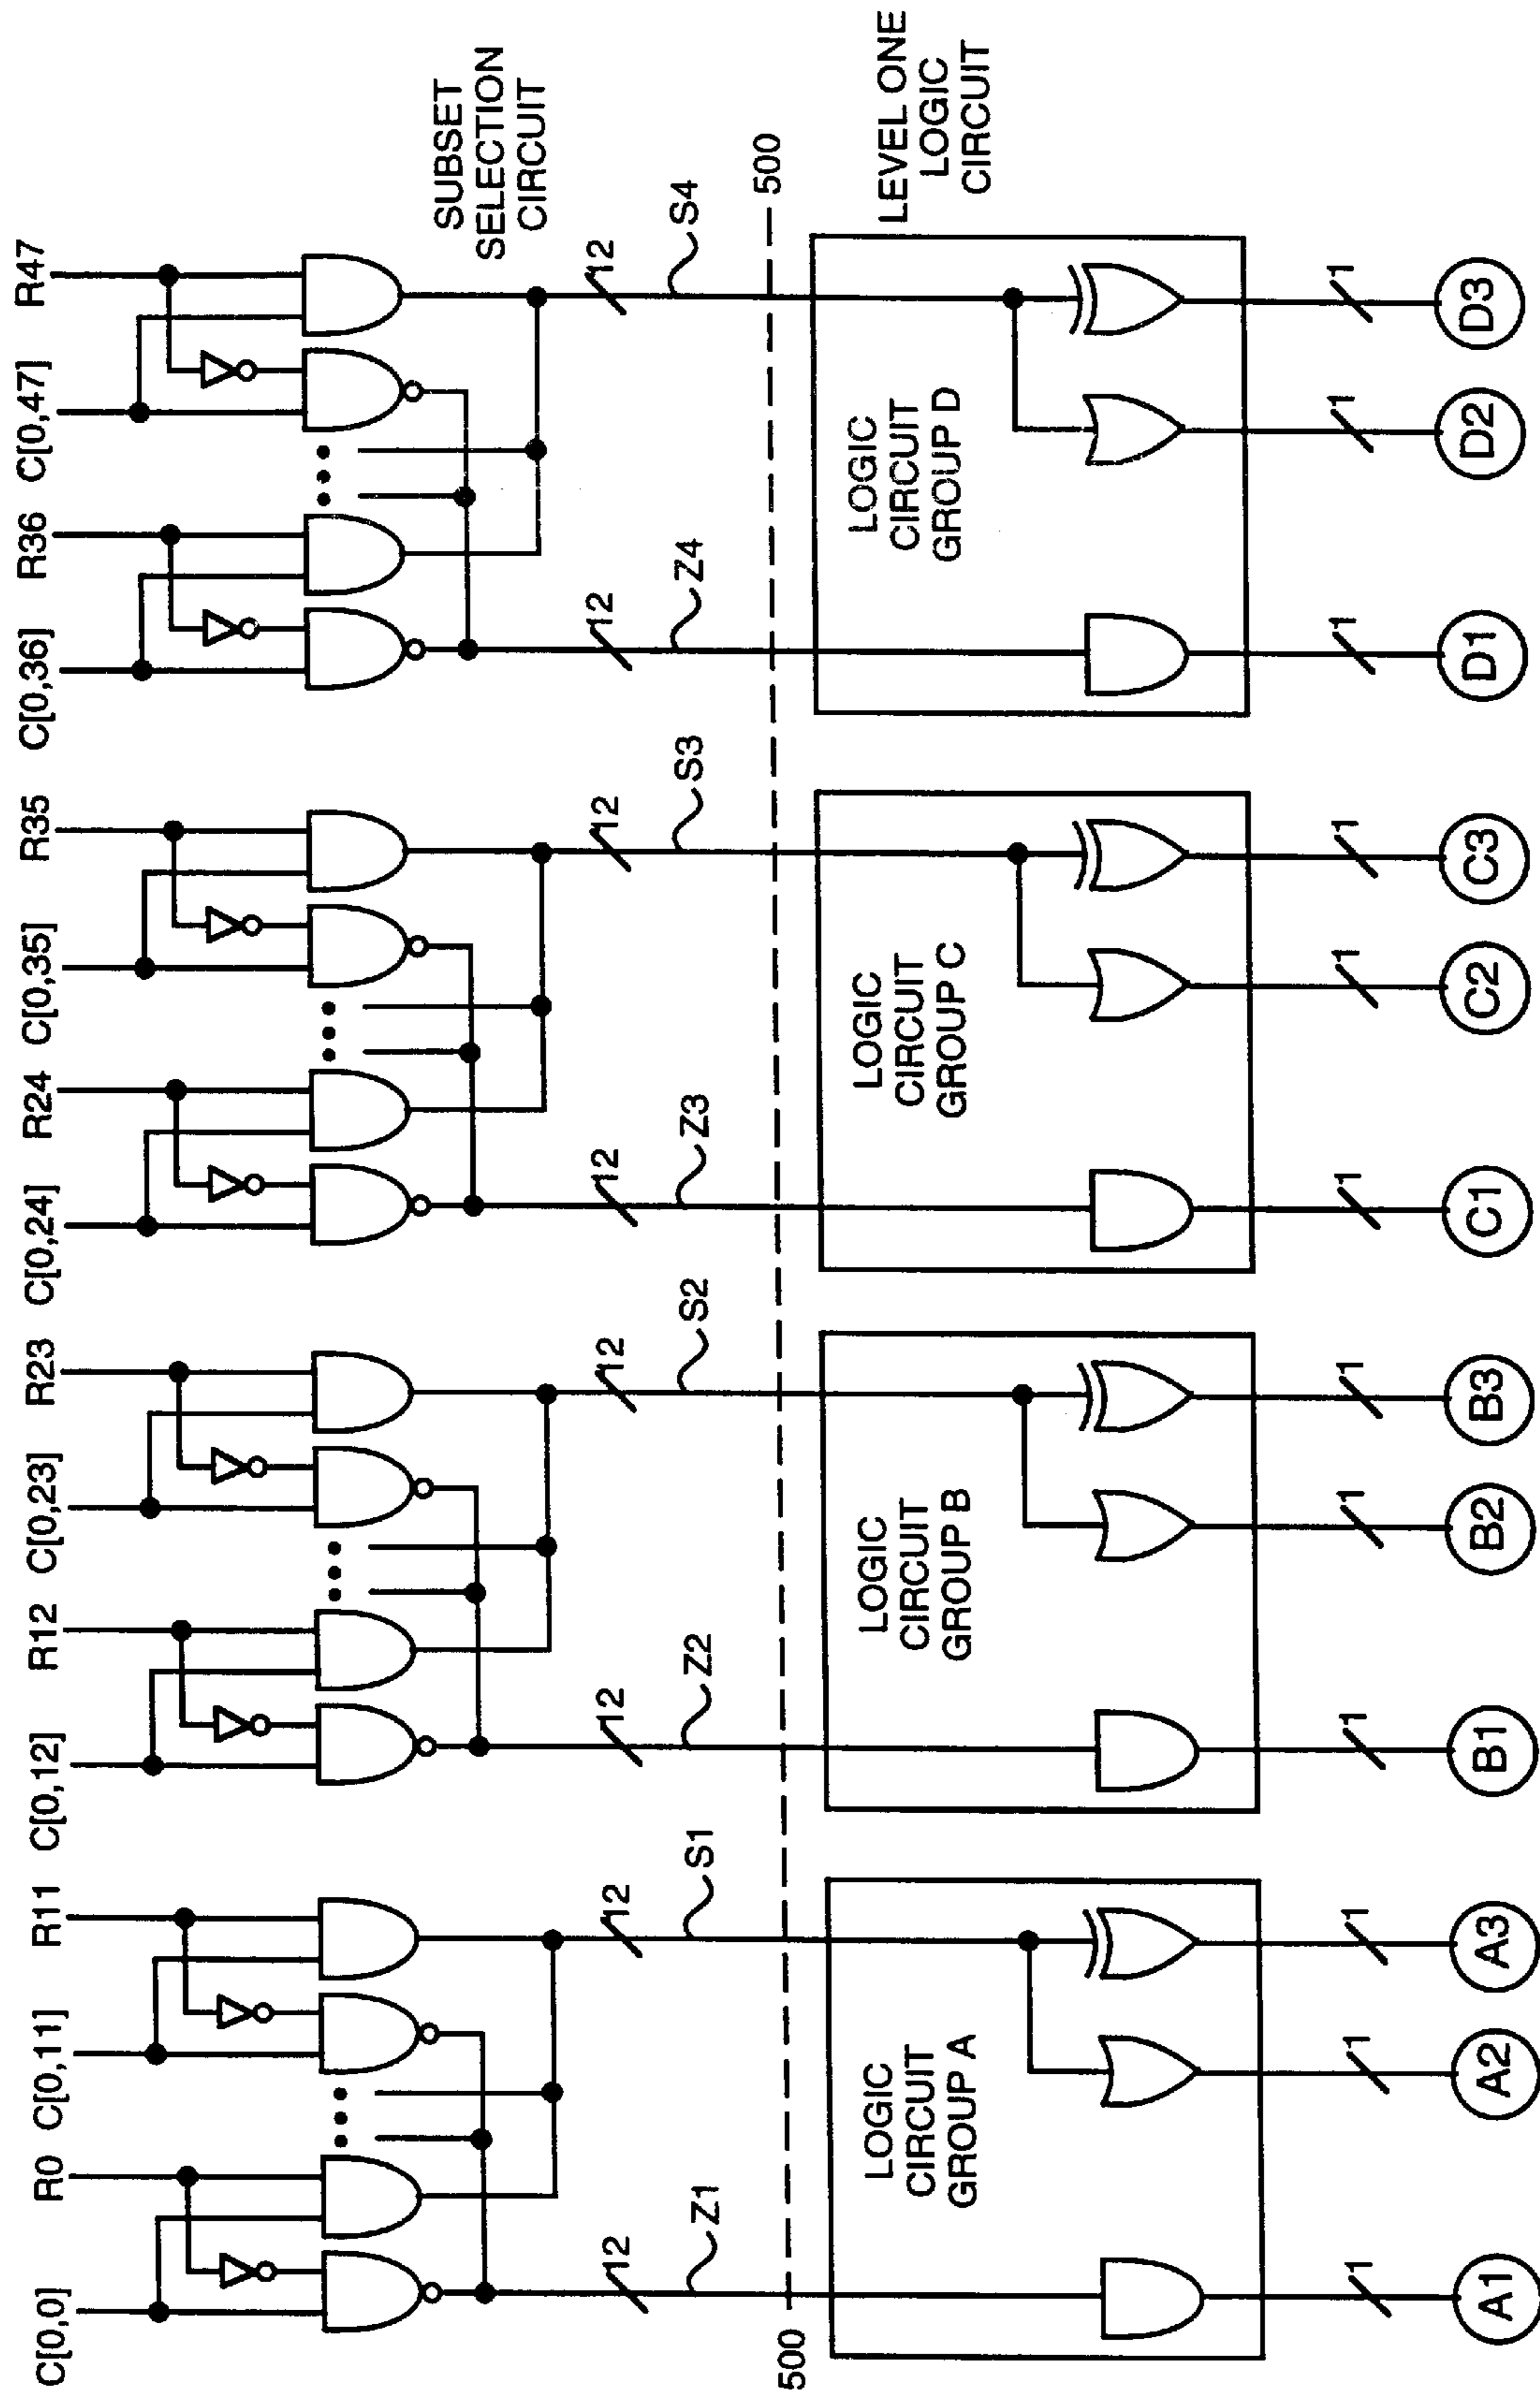 C[0,0] R0 C[0,11] R11 C[0,12] R12 C[0,23] R23 C[0,24] R24 C[0,35] R35 C[0,36] R36 C[0,47] R47
SUBSET
SELECTION
CIRCUIT
12 12 12 12 12 12 12 12
Z1 S1 Z2 S2 Z3 S3 Z4 S4
500 500
LEVEL ONE
LOGIC
CIRCUIT
LOGIC
CIRCUIT
GROUP A
LOGIC
CIRCUIT
GROUP B
LOGIC
CIRCUIT
GROUP C
LOGIC
CIRCUIT
GROUP D
1 1 1 1 1 1 1 1 1 1 1 1
A1 A2 A3 B1 B2 B3 C1 C2 C3 D1 D2 D3